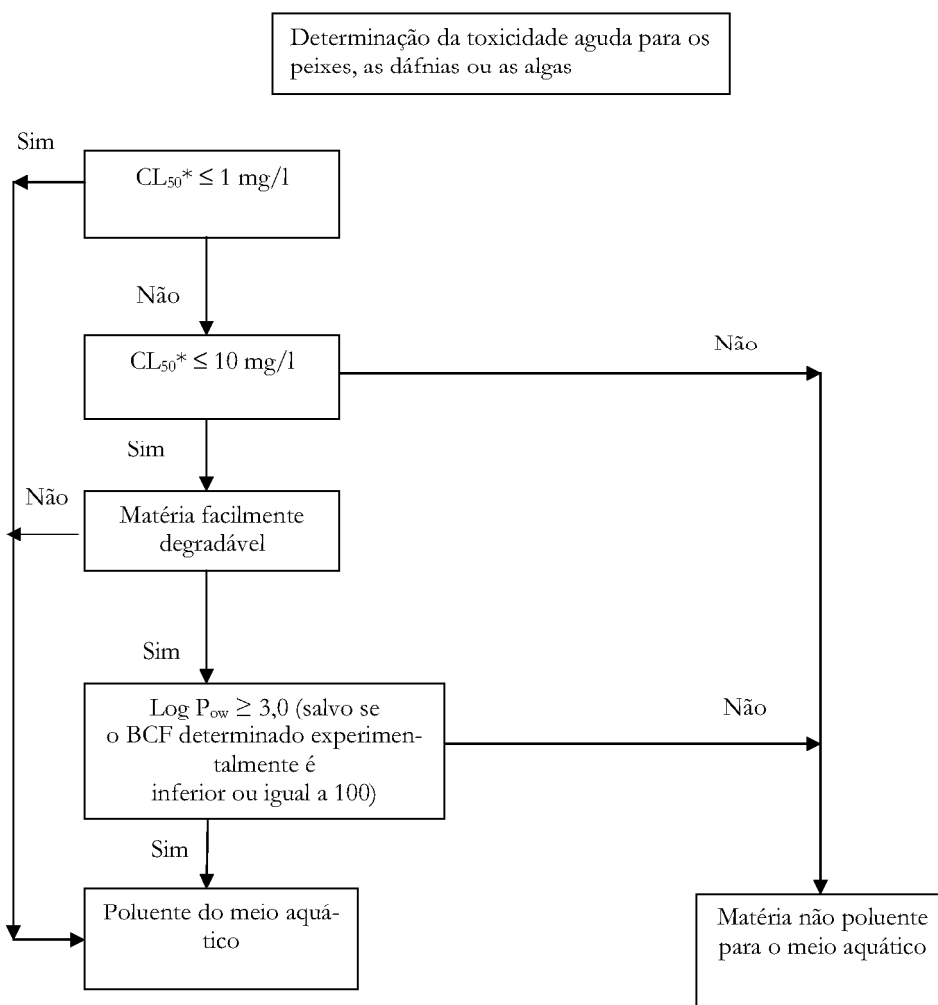 Determinação da toxicidade aguda para os
peixes, as dáfnias ou as algas
Sim
CL₅₀* ≤ 1 mg/l
Não
CL₅₀* ≤ 10 mg/l
Não
Sim
Não
Matéria facilmente
degradável
Sim
Log Pow ≥ 3,0 (salvo se
o BCF determinado experimen-
talmente é
inferior ou igual a 100)
Não
Sim
Poluente do meio aquá-
tico
Matéria não poluente
para o meio aquático